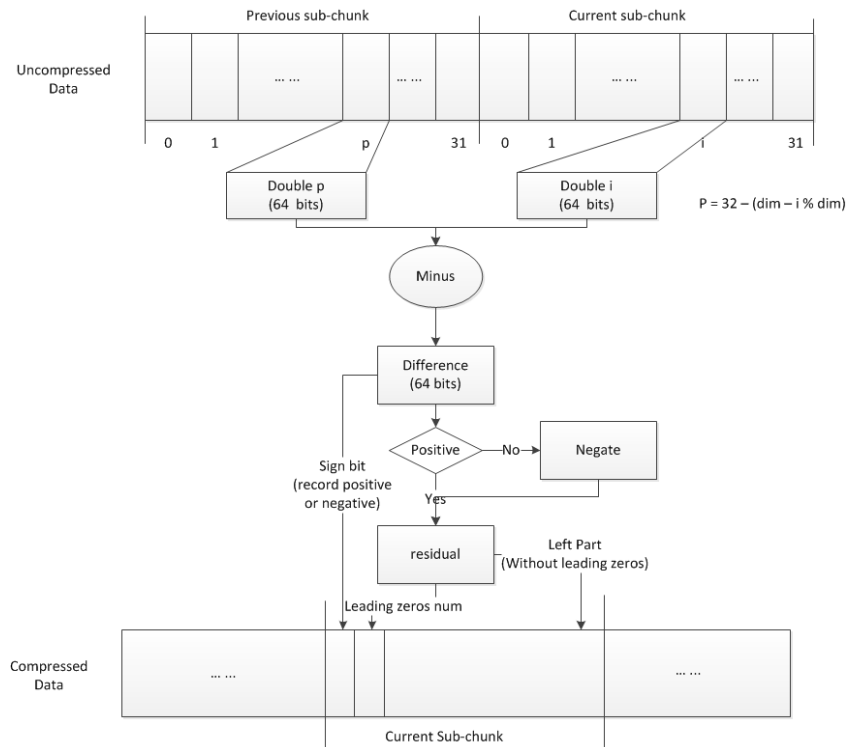 Previous sub-chunk
Current sub-chunk
Uncompressed
Data
... ...
... ...
... ...
... ...
0
1
p
31
0
1
i
31
Double p
(64 bits)
Double i
(64 bits)
P = 32 – (dim – i % dim)
Minus
Difference
(64 bits)
Positive
No
Negate
Sign bit
(record positive
or negative)
Yes
residual
Left Part
(Without leading zeros)
Leading zeros num
Compressed
Data
... ...
... ...
Current Sub-chunk